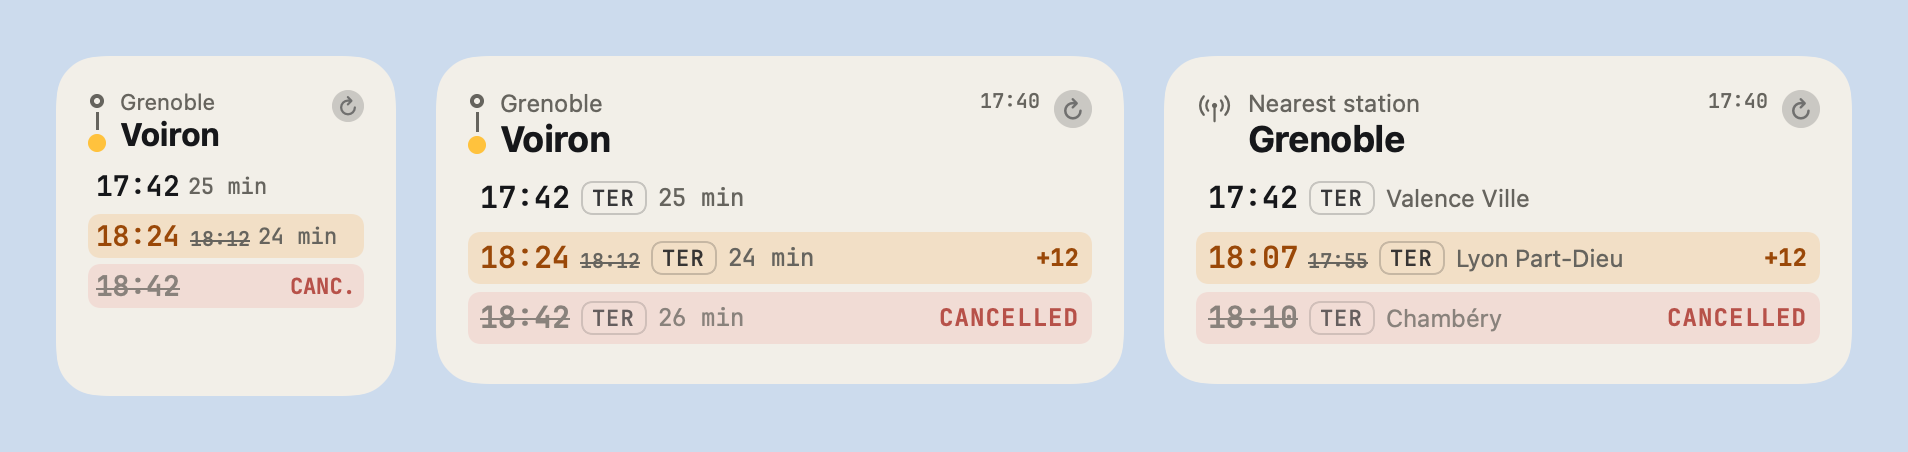 Grenoble
Voiron
17:42 25 min
18:24 18:12 24 min
18:42 CANC.
Grenoble 17:40
Voiron
17:42 TER 25 min
18:24 18:12 TER 24 min +12
18:42 TER 26 min CANCELLED
Nearest station 17:40
Grenoble
17:42 TER Valence Ville
18:07 17:55 TER Lyon Part-Dieu +12
18:10 TER Chambéry CANCELLED